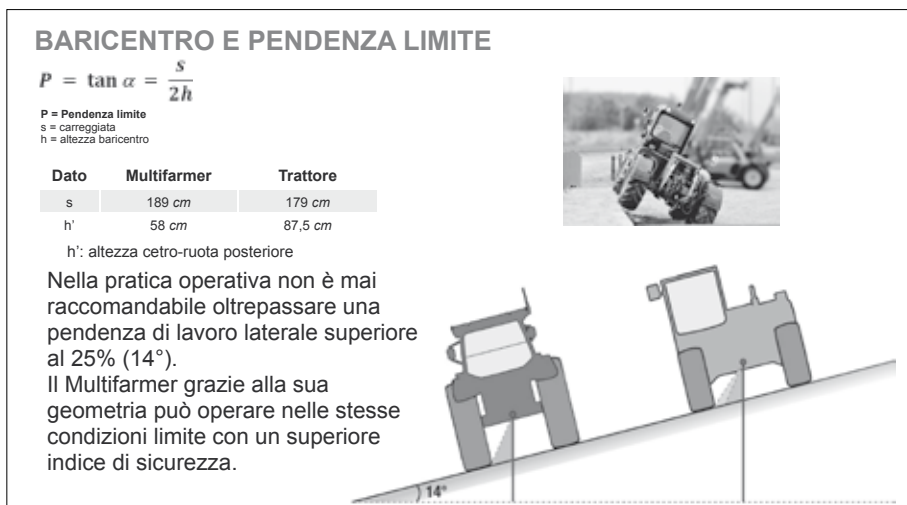 BARICENTRO E PENDENZA LIMITE
P = tan α = s / 2h
P = Pendenza limite
s = carreggiata
h = altezza baricentro
Dato Multifarmer Trattore
s 189 cm 179 cm
h' 58 cm 87,5 cm
h': altezza cetro-ruota posteriore
Nella pratica operativa non è mai
raccomandabile oltrepassare una
pendenza di lavoro laterale superiore
al 25% (14°).
Il Multifarmer grazie alla sua
geometria può operare nelle stesse
condizioni limite con un superiore
indice di sicurezza.
14°